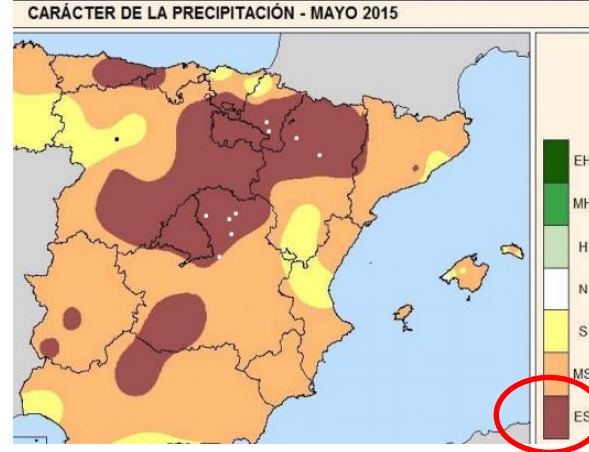 CARÁCTER DE LA PRECIPITACIÓN - MAYO 2015
EH
MH
H
N
S
MS
ES